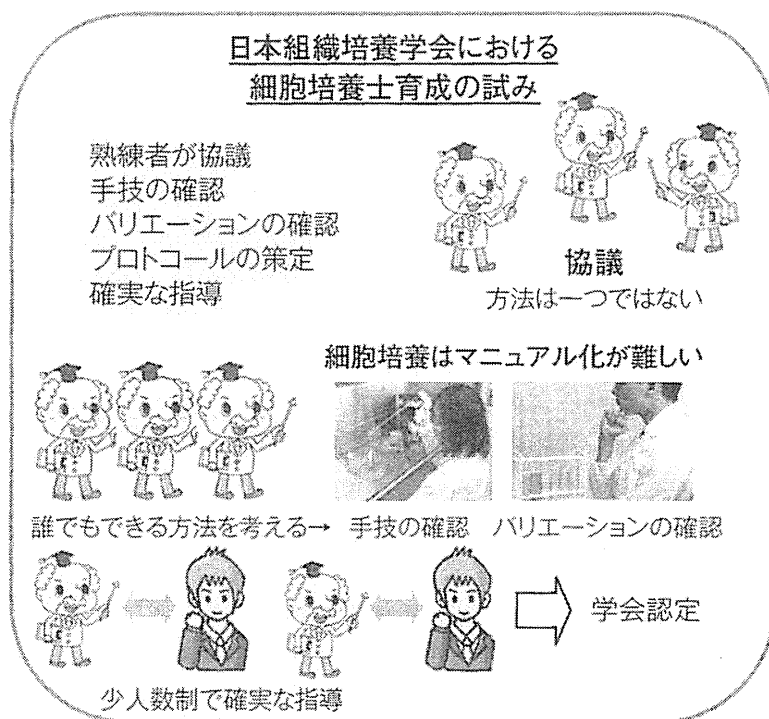 日本組織培養学会における
細胞培養士育成の試み
熟練者が協議
手技の確認
バリエーションの確認
プロトコールの策定
確実な指導
協議
方法は一つではない
細胞培養はマニュアル化が難しい
誰でもできる方法を考える→ 手技の確認 バリエーションの確認
学会認定
少人数制で確実な指導